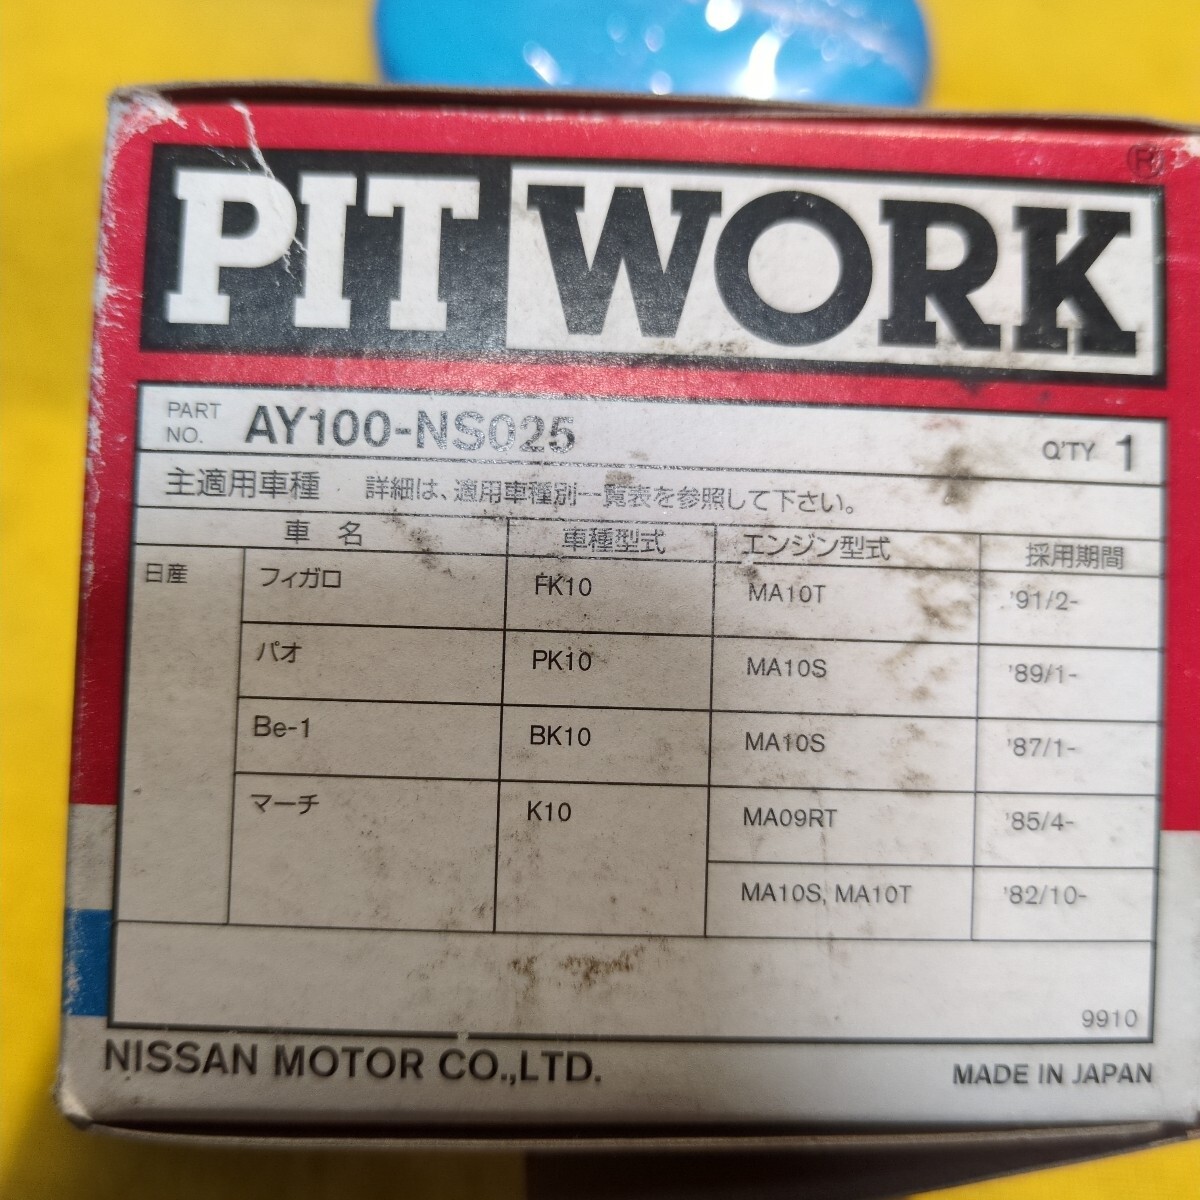 PIT WORK ®
PART NO. AY100-NS025 Q'TY 1
主適用車種 詳細は、適用車種別一覧表を参照して下さい。
車名 車種型式 エンジン型式 採用期間
日産 フィガロ FK10 MA10T '91/2-
パオ PK10 MA10S '89/1-
Be-1 BK10 MA10S '87/1-
マーチ K10 MA09RT '85/4-
MA10S, MA10T '82/10-
9910
NISSAN MOTOR CO.,LTD. MADE IN JAPAN